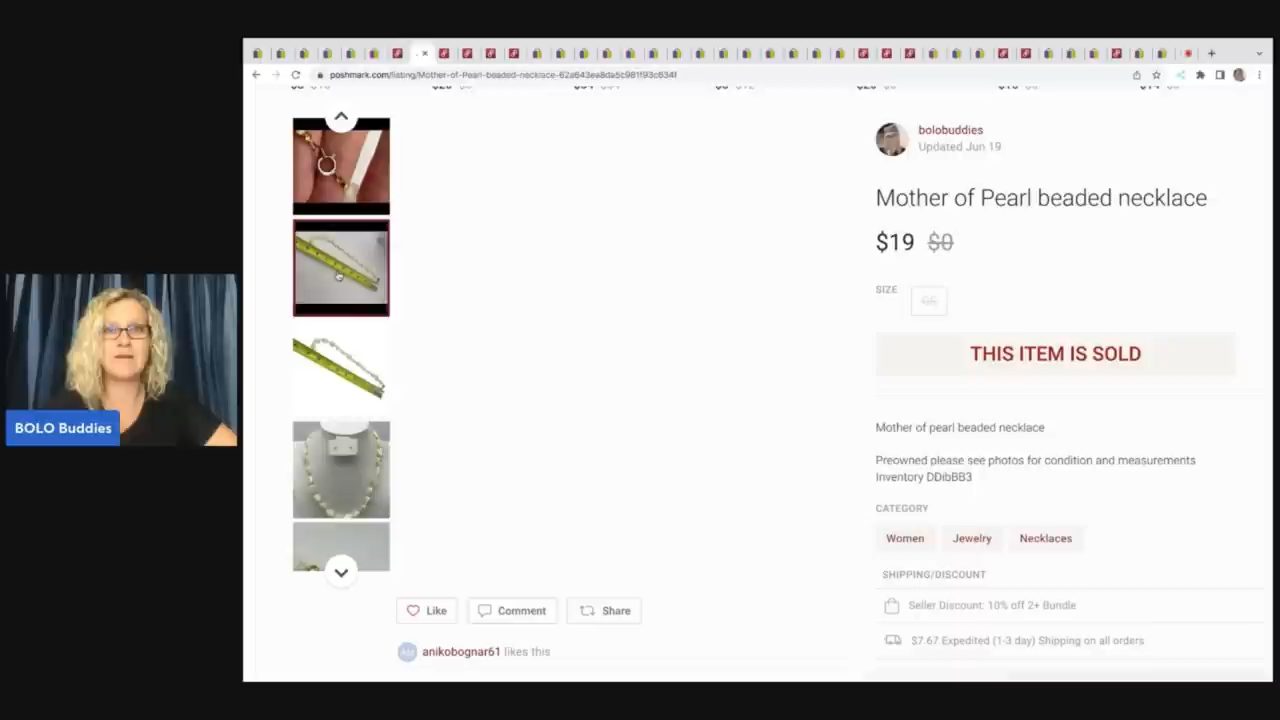 poshmark.com/listing/Mother-of-Pearl-beaded-necklace-62a643ea8da5c981f93c634f
bolobuddies
Updated Jun 19
Mother of Pearl beaded necklace
$19 $0
SIZE
OS
THIS ITEM IS SOLD
Mother of pearl beaded necklace
Preowned please see photos for condition and measurements
Inventory DDibBB3
CATEGORY
Women Jewelry Necklaces
SHIPPING/DISCOUNT
Seller Discount: 10% off 2+ Bundle
$7.67 Expedited (1-3 day) Shipping on all orders
Like Comment Share
anikobognar61 likes this
BOLO Buddies